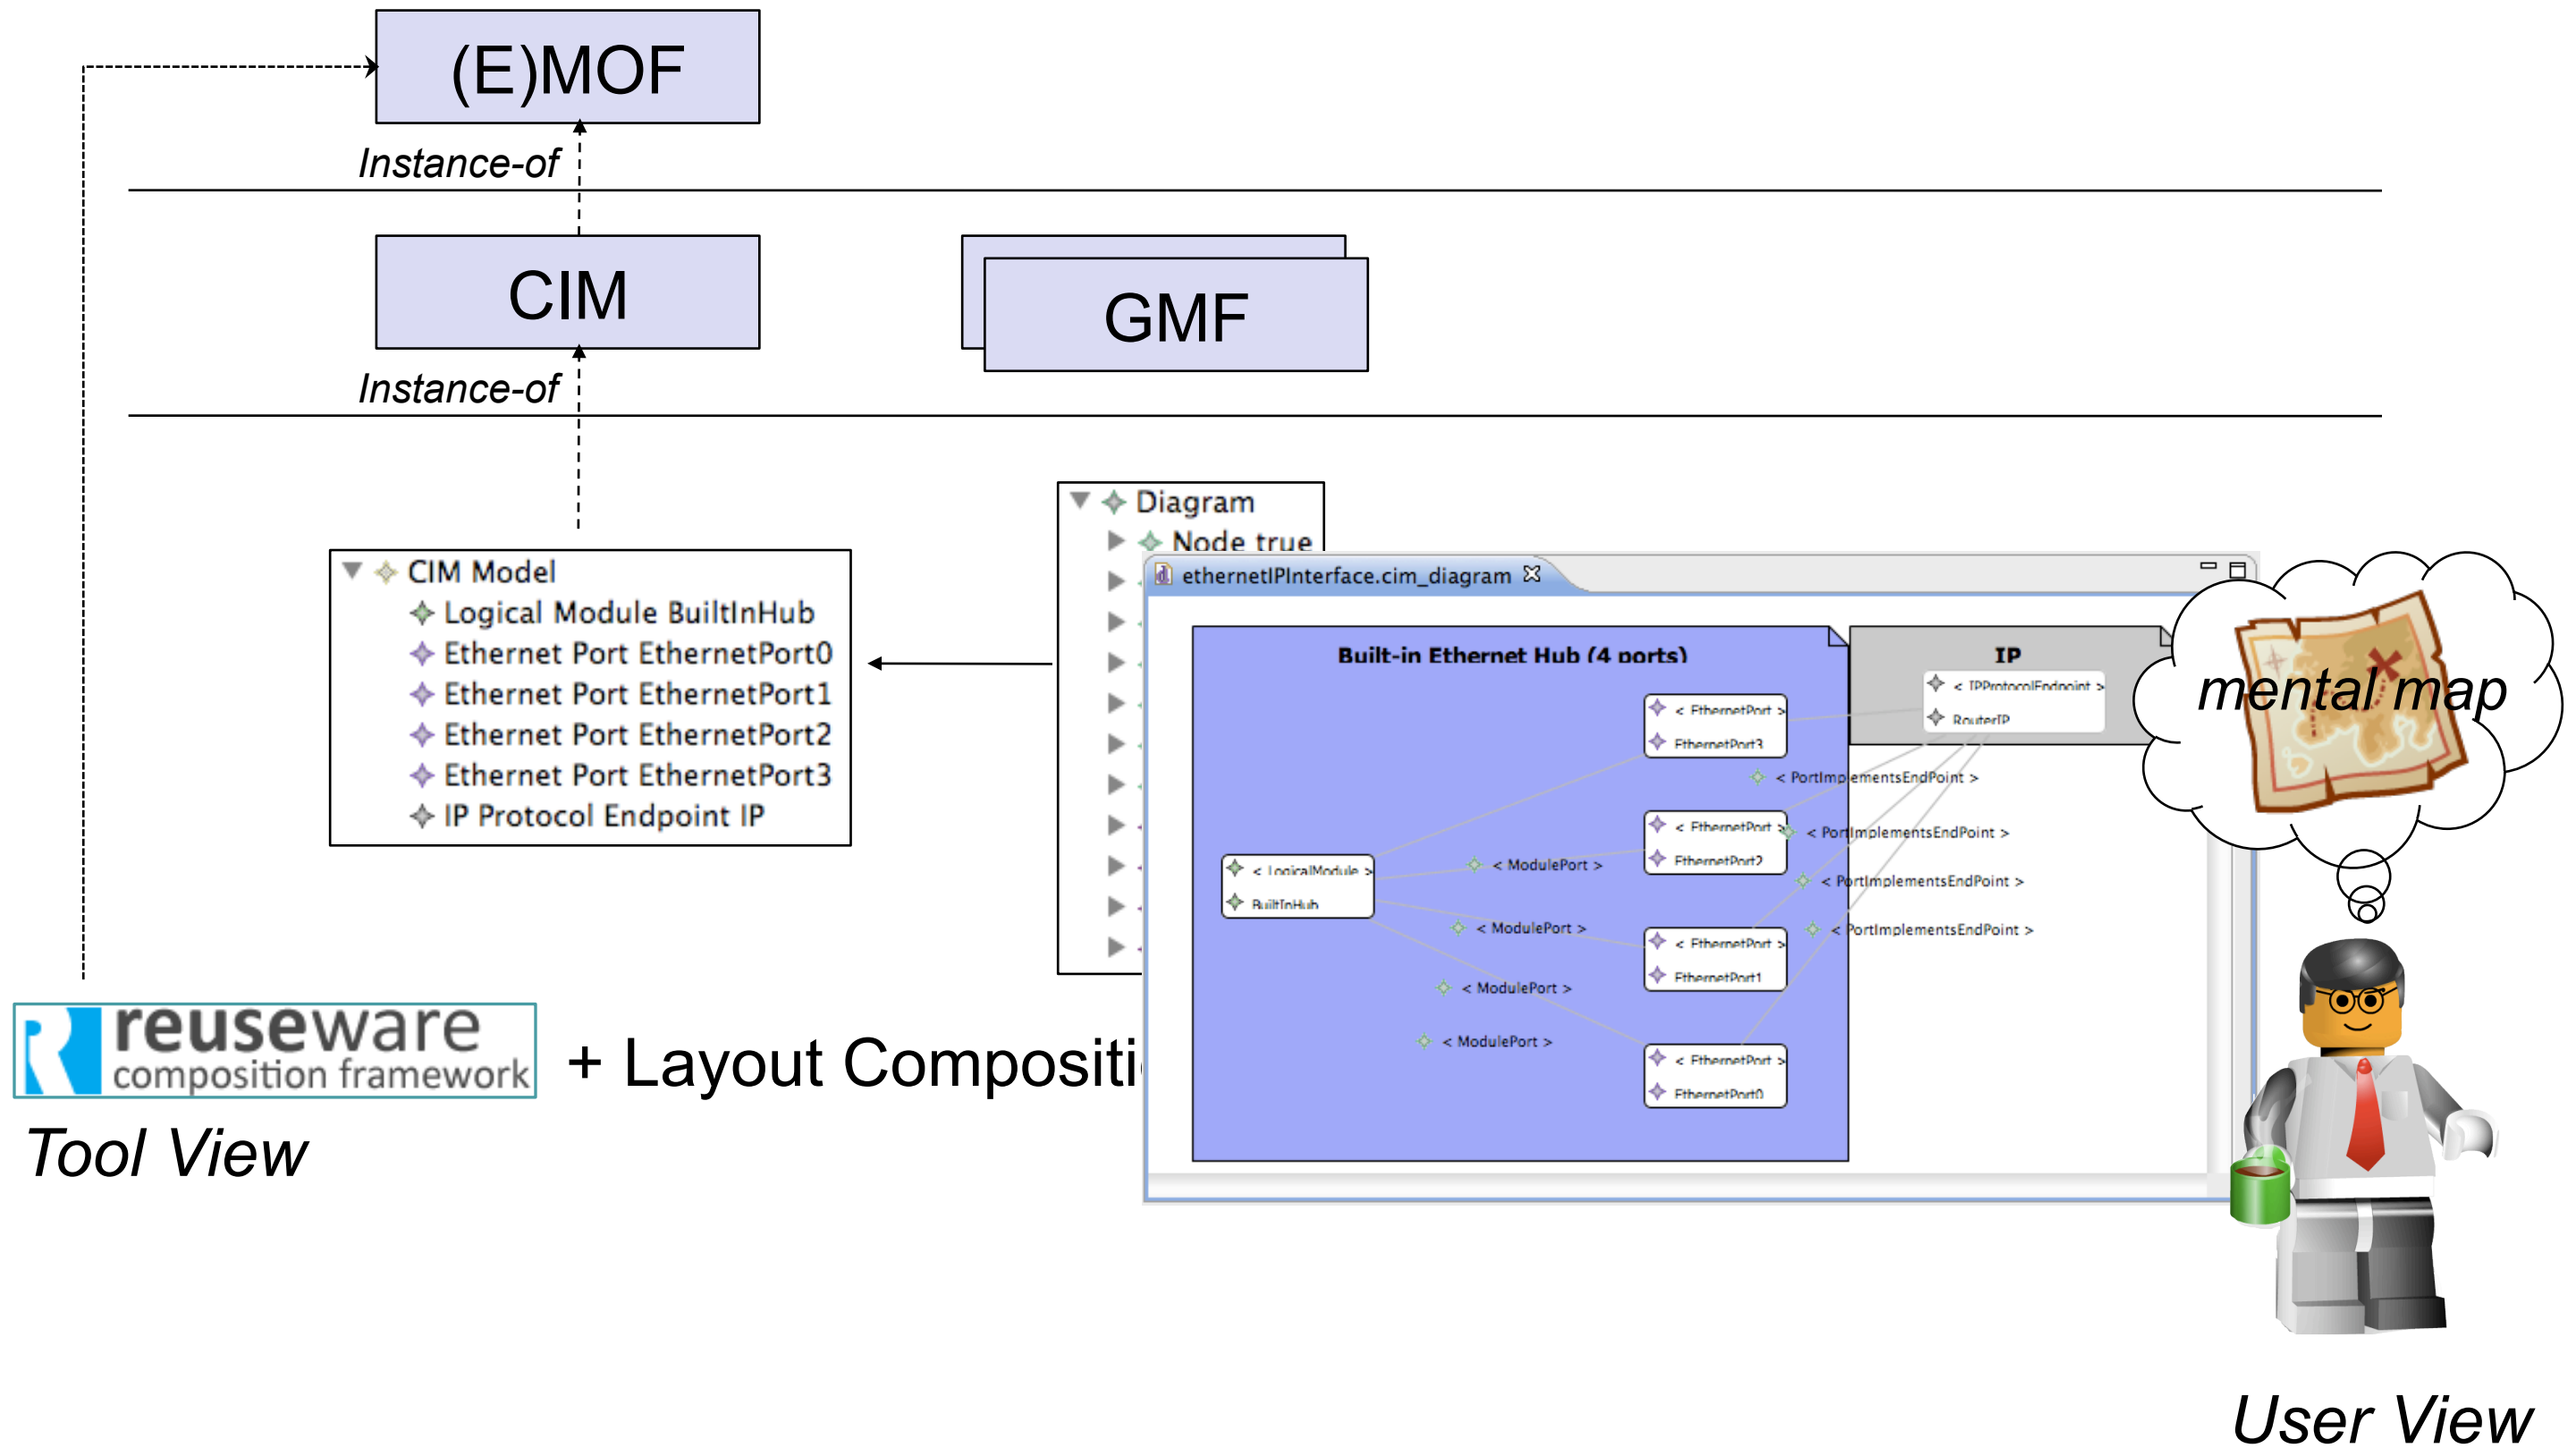 (E)MOF
Instance-of
CIM
GMF
Instance-of
CIM Model
Logical Module BuiltInHub
Ethernet Port EthernetPort0
Ethernet Port EthernetPort1
Ethernet Port EthernetPort2
Ethernet Port EthernetPort3
IP Protocol Endpoint IP
Diagram
Node true
ethernetIPInterface.cim_diagram
Built-in Ethernet Hub (4 ports)
IP
< IPProtocolEndpoint >
RouterIP
< EthernetPort >
EthernetPort3
< PortImplementsEndPoint >
< EthernetPort >
EthernetPort2
< PortImplementsEndPoint >
< LogicalModule >
BuiltInHub
< ModulePort >
< PortImplementsEndPoint >
< ModulePort >
< EthernetPort >
EthernetPort1
< PortImplementsEndPoint >
< ModulePort >
< ModulePort >
< EthernetPort >
EthernetPort0
mental map
reuseware
composition framework
+ Layout
Tool View
User View